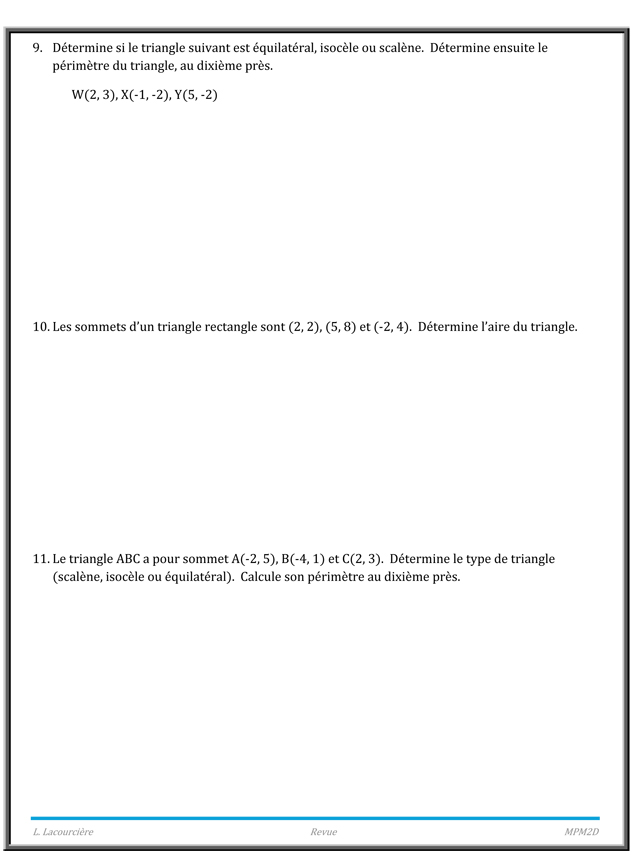 9. Détermine si le triangle suivant est équilatéral, isocèle ou scalène. Détermine ensuite le
périmètre du triangle, au dixième près.
W(2, 3), X(-1, -2), Y(5, -2)
10. Les sommets d'un triangle rectangle sont (2, 2), (5, 8) et (-2, 4). Détermine l'aire du triangle.
11. Le triangle ABC a pour sommet A(-2, 5), B(-4, 1) et C(2, 3). Détermine le type de triangle
(scalène, isocèle ou équilatéral). Calcule son périmètre au dixième près.
L. Lacourcière Revue MPM2D